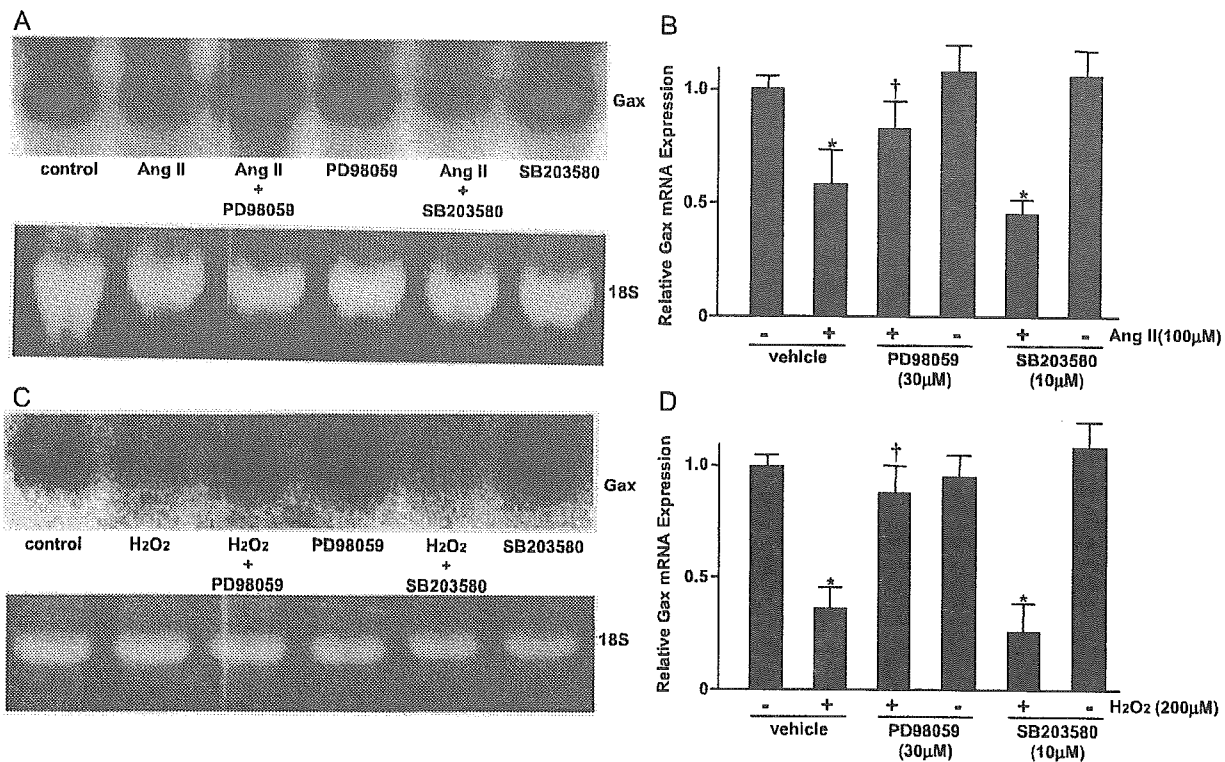 A
Gax
control Ang II Ang II PD98059 Ang II SB203580
+ +
PD98059 SB203580
18S
B
Relative Gax mRNA Expression
1.0
0.5
0
* † *
- + + - + - Ang II(100μM)
vehicle PD98059 SB203580
(30μM) (10μM)
C
Gax
control H2O2 H2O2 PD98059 H2O2 SB203580
+ +
PD98059 SB203580
18S
D
Relative Gax mRNA Expression
1.0
0.5
0
* † *
- + + - + - H2O2 (200μM)
vehicle PD98059 SB203580
(30μM) (10μM)